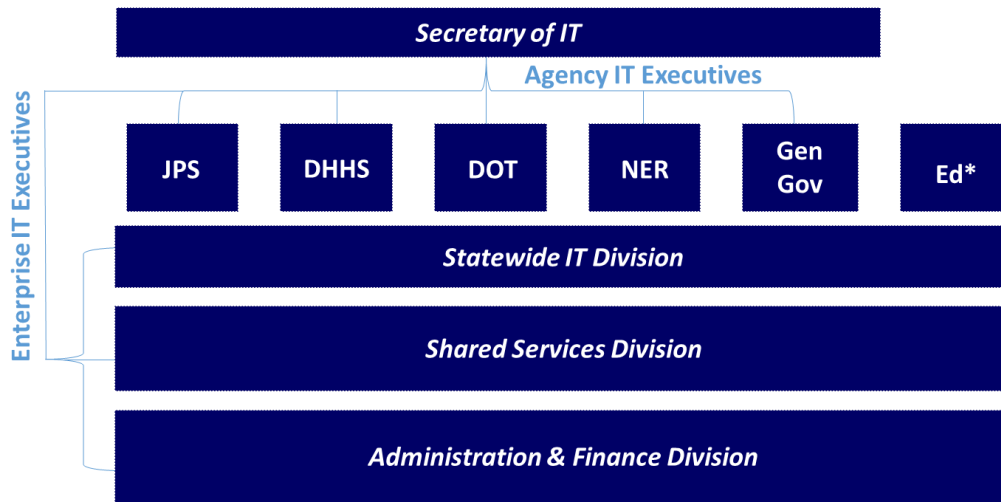 Secretary of IT
Agency IT Executives
Enterprise IT Executives
JPS
DHHS
DOT
NER
Gen
Gov
Ed*
Statewide IT Division
Shared Services Division
Administration & Finance Division